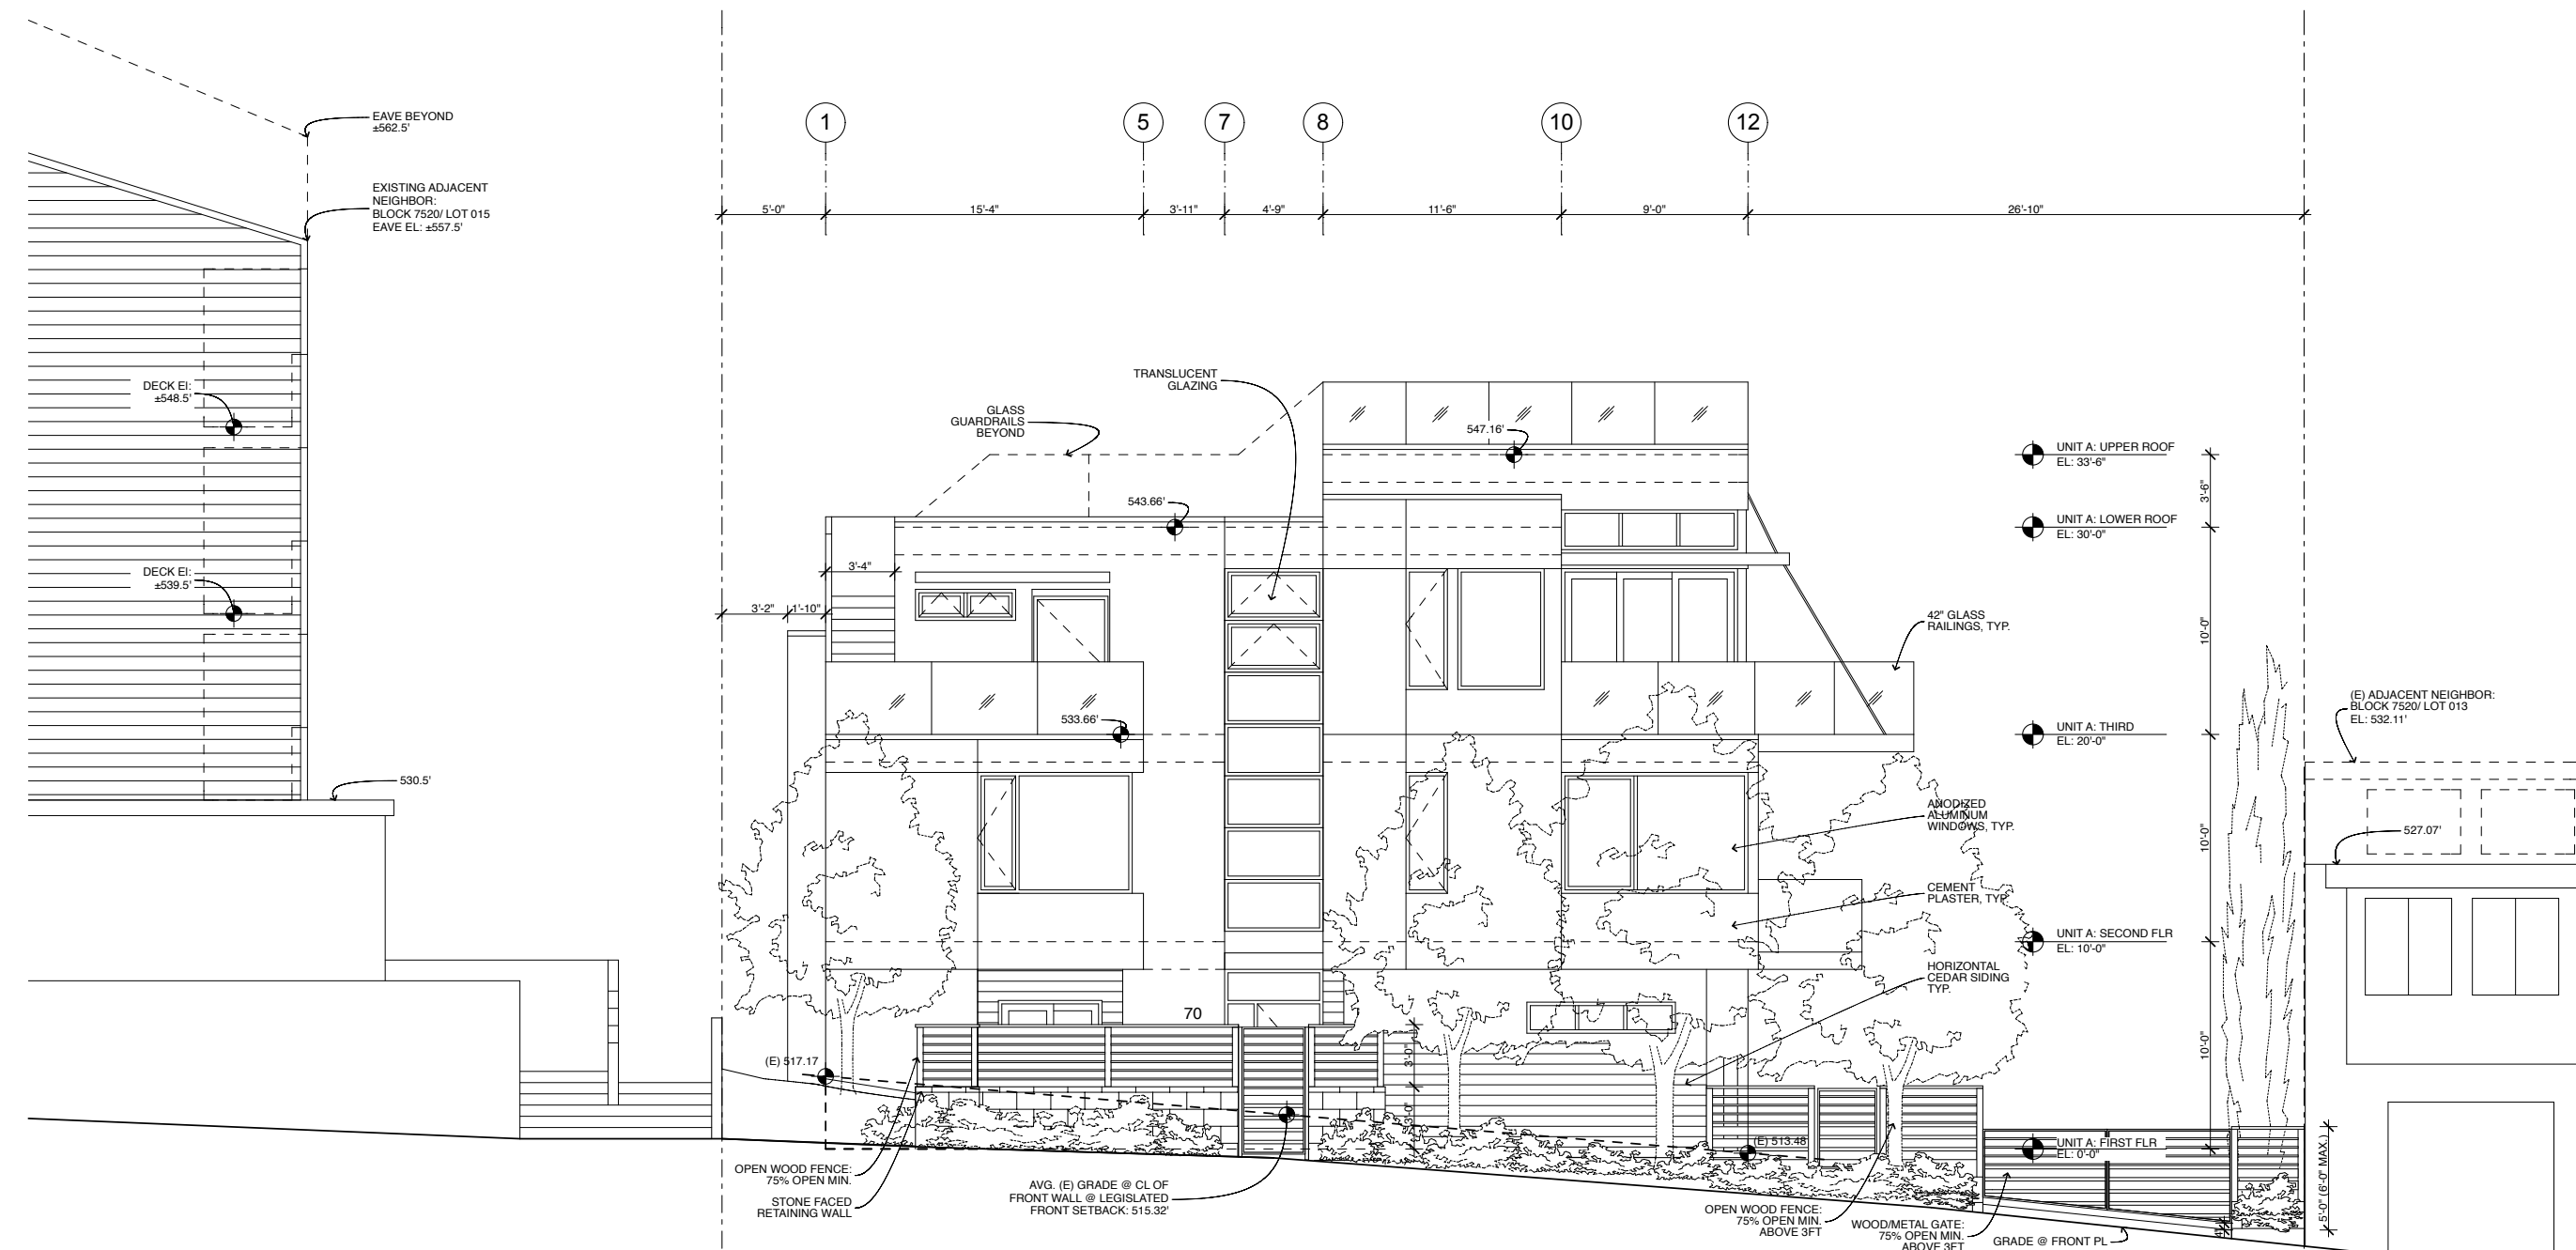 EAVE BEYOND
±562.5'
EXISTING ADJACENT
NEIGHBOR:
BLOCK 7520/ LOT 015
EAVE EL: ±557.5'
1
5
7
8
10
12
5'-0"
15'-4"
3'-11"
4'-9"
11'-6"
9'-0"
26'-10"
DECK El:
±548.5'
DECK El:
±539.5'
530.5'
TRANSLUCENT
GLAZING
GLASS
GUARDRAILS
BEYOND
547.16'
543.66'
533.66'
3'-4"
3'-2"
1'-10"
UNIT A: UPPER ROOF
EL: 33'-6"
3'-6"
UNIT A: LOWER ROOF
EL: 30'-0"
10'-0"
42" GLASS
RAILINGS, TYP.
UNIT A: THIRD
EL: 20'-0"
10'-0"
(E) ADJACENT NEIGHBOR:
BLOCK 7520/ LOT 013
EL: 532.11'
527.07'
ANODIZED
ALUMINUM
WINDOWS, TYP.
CEMENT
PLASTER, TYP.
UNIT A: SECOND FLR
EL: 10'-0"
HORIZONTAL
CEDAR SIDING
TYP.
10'-0"
70
(E) 517.17
3'-0"
3'-0"
(E) 513.48
UNIT A: FIRST FLR
EL: 0'-0"
5'-0" (6'-0" MAX.)
OPEN WOOD FENCE:
75% OPEN MIN.
STONE FACED
RETAINING WALL
AVG. (E) GRADE @ CL OF
FRONT WALL @ LEGISLATED
FRONT SETBACK: 515.32'
OPEN WOOD FENCE:
75% OPEN MIN.
ABOVE 3FT
WOOD/METAL GATE:
75% OPEN MIN.
ABOVE 3FT
GRADE @ FRONT PL